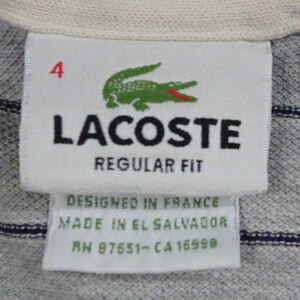 4
LACOSTE
REGULAR FIT
DESIGNED IN FRANCE
MADE IN EL SALVADOR
RN 87651-CA 16998